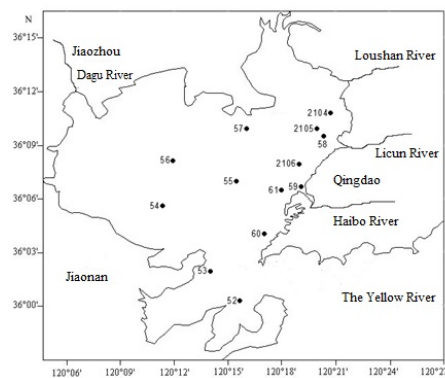 N
36°15'
Jiaozhou
Loushan River
Dagu River
36°12'
2104
57
2105
58
36°09'
Licun River
56
2106
55
Qingdao
59
61
36°06'
54
Haibo River
60
36°03'
53
Jiaonan
The Yellow River
52
36°00'
120°06' 120°09' 120°12' 120°15' 120°18' 120°21' 120°24' 120°2